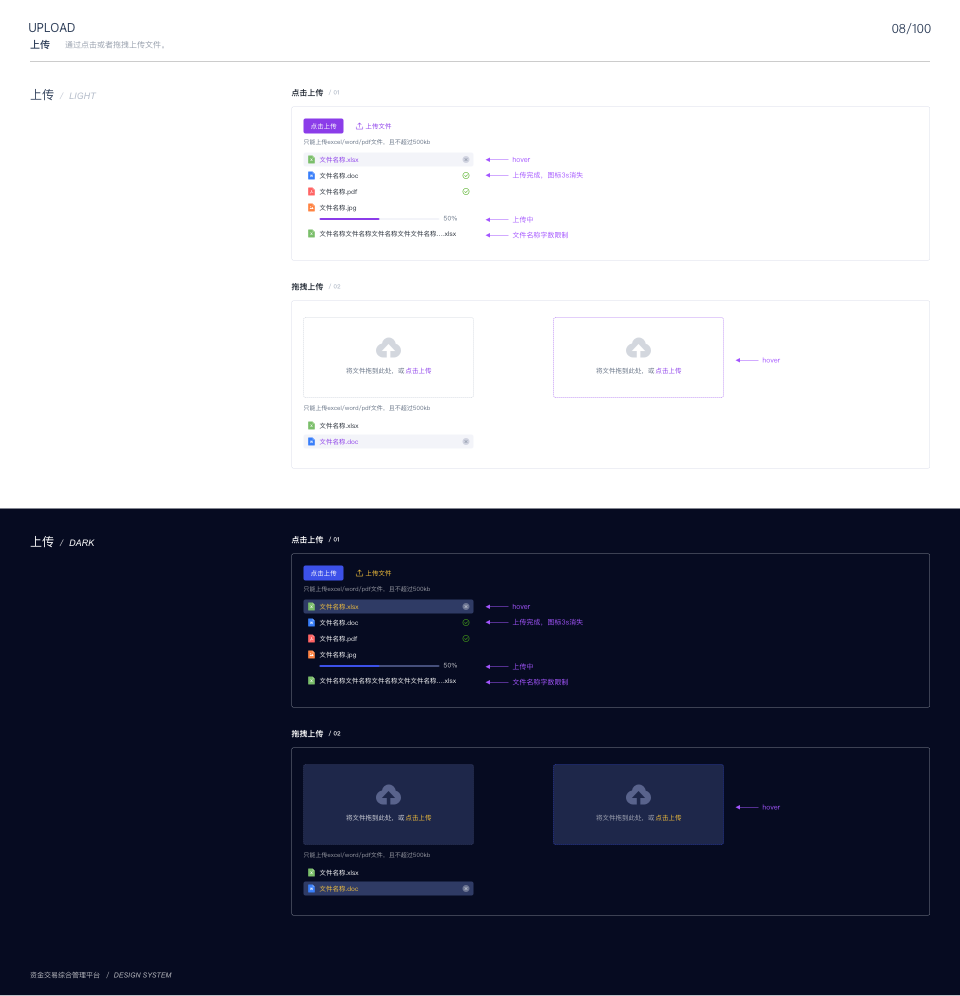 UPLOAD
08/100
上传 通过点击或者拖拽上传文件。
上传 / LIGHT
点击上传 / 01
点击上传 上传文件
只能上传excel/word/pdf文件，且不超过500kb
文件名称.xlsx
hover
文件名称.doc
上传完成，图标3s消失
文件名称.pdf
文件名称.jpg
50%
上传中
文件名称文件名称文件名称文件文件名称....xlsx
文件名称字数限制
拖拽上传 / 02
将文件拖到此处，或点击上传
将文件拖到此处，或点击上传
hover
只能上传excel/word/pdf文件，且不超过500kb
文件名称.xlsx
文件名称.doc
上传 / DARK
点击上传 / 01
点击上传 上传文件
只能上传excel/word/pdf文件，且不超过500kb
文件名称.xlsx
hover
文件名称.doc
上传完成，图标3s消失
文件名称.pdf
文件名称.jpg
50%
上传中
文件名称文件名称文件名称文件文件名称....xlsx
文件名称字数限制
拖拽上传 / 02
将文件拖到此处，或点击上传
将文件拖到此处，或点击上传
hover
只能上传excel/word/pdf文件，且不超过500kb
文件名称.xlsx
文件名称.doc
资金交易综合管理平台 / DESIGN SYSTEM